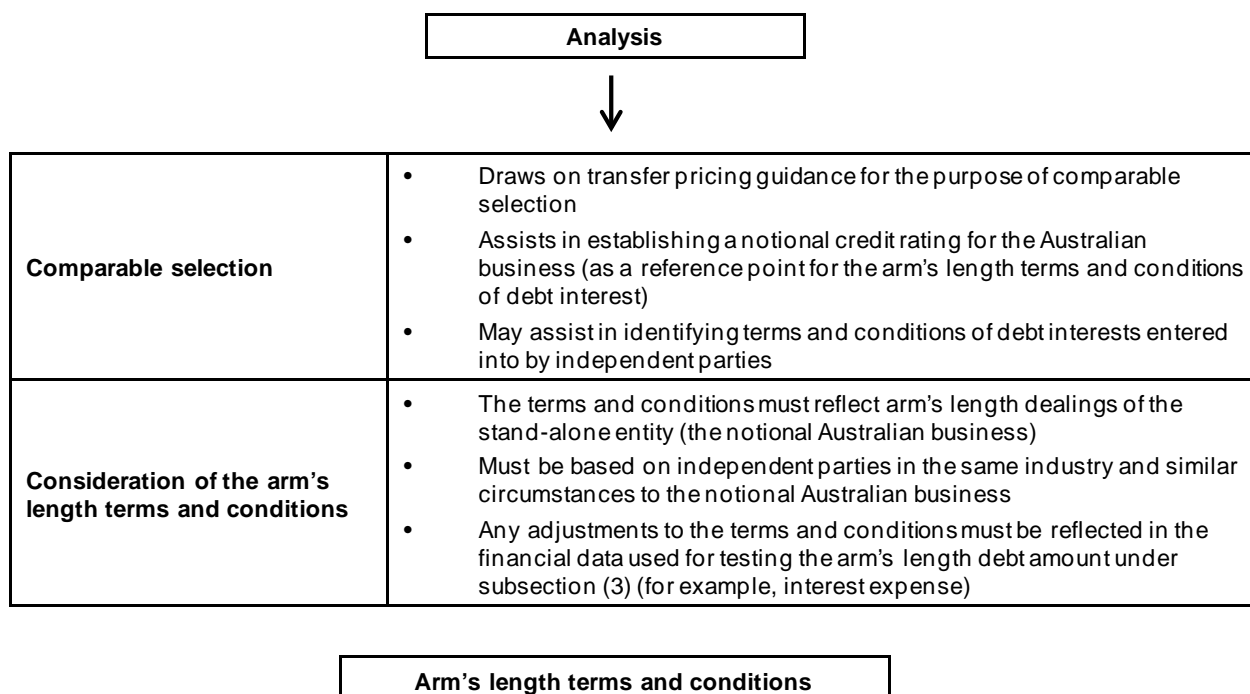 Analysis
Comparable selection
• Draws on transfer pricing guidance for the purpose of comparable
selection
• Assists in establishing a notional credit rating for the Australian
business (as a reference point for the arm’s length terms and conditions
of debt interest)
• May assist in identifying terms and conditions of debt interests entered
into by independent parties
Consideration of the arm’s
length terms and conditions
• The terms and conditions must reflect arm’s length dealings of the
stand-alone entity (the notional Australian business)
• Must be based on independent parties in the same industry and similar
circumstances to the notional Australian business
• Any adjustments to the terms and conditions must be reflected in the
financial data used for testing the arm’s length debt amount under
subsection (3) (for example, interest expense)
Arm’s length terms and conditions